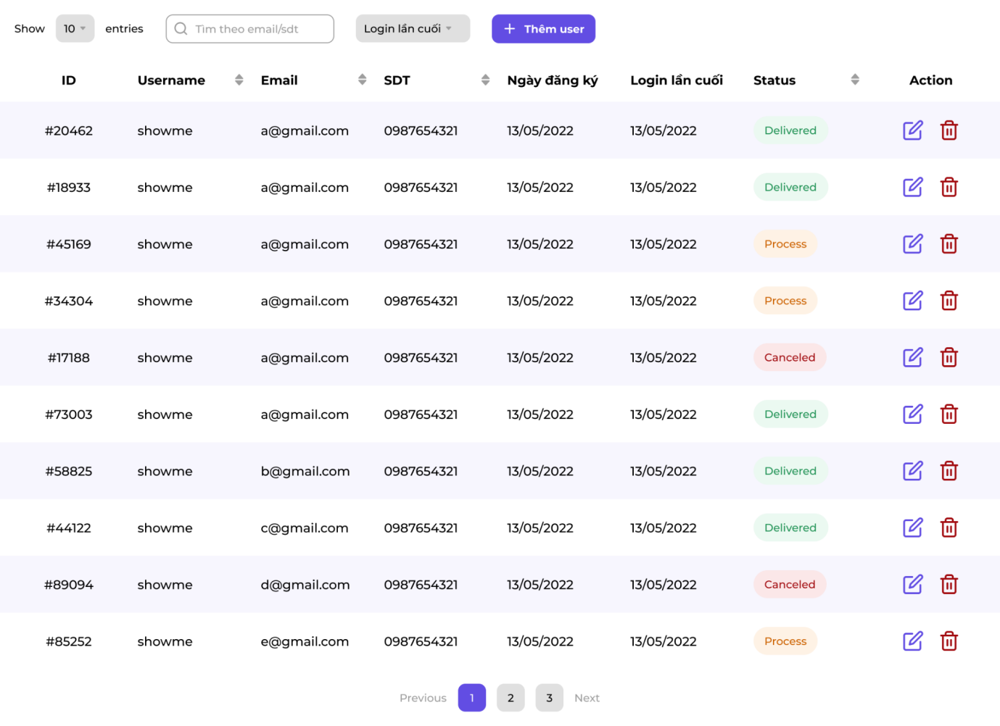 Show 10 entries Tìm theo email/sdt Login lần cuối Thêm user
ID Username Email SDT Ngày đăng ký Login lần cuối Status Action
#20462 showme a@gmail.com 0987654321 13/05/2022 13/05/2022 Delivered
#18933 showme a@gmail.com 0987654321 13/05/2022 13/05/2022 Delivered
#45169 showme a@gmail.com 0987654321 13/05/2022 13/05/2022 Process
#34304 showme a@gmail.com 0987654321 13/05/2022 13/05/2022 Process
#17188 showme a@gmail.com 0987654321 13/05/2022 13/05/2022 Canceled
#73003 showme a@gmail.com 0987654321 13/05/2022 13/05/2022 Delivered
#58825 showme b@gmail.com 0987654321 13/05/2022 13/05/2022 Delivered
#44122 showme c@gmail.com 0987654321 13/05/2022 13/05/2022 Delivered
#89094 showme d@gmail.com 0987654321 13/05/2022 13/05/2022 Canceled
#85252 showme e@gmail.com 0987654321 13/05/2022 13/05/2022 Process
Previous 1 2 3 Next